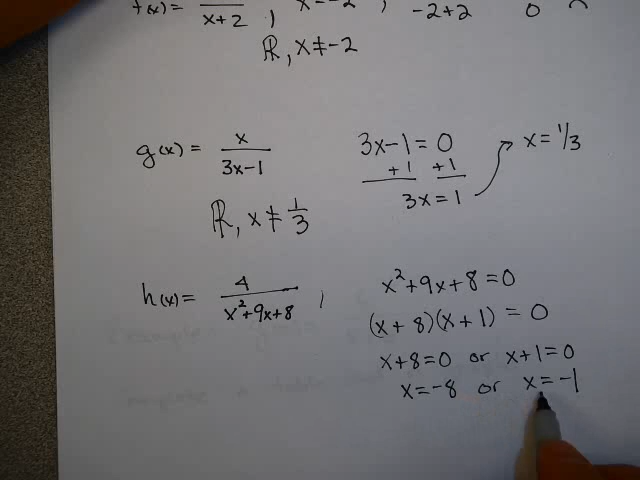 f(x) = / x+2 , x=-2 , -2+2 0
ℝ, x≠-2
g(x) = x / 3x-1
3x-1=0
+1 +1
3x=1
x=1/3
ℝ, x≠1/3
h(x) = 4 / x²+9x+8 ,
x²+9x+8=0
(x+8)(x+1)=0
x+8=0 or x+1=0
x=-8 or x=-1